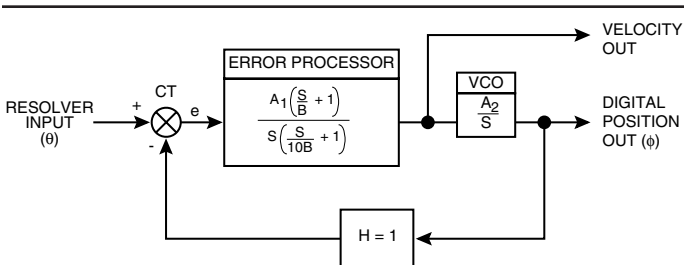 VELOCITY
OUT
ERROR PROCESSOR
CT
VCO
RESOLVER
INPUT
(θ)
+
-
e
A1(S/B + 1)
S(S/10B + 1)
A2
S
DIGITAL
POSITION
OUT (ϕ)
H = 1